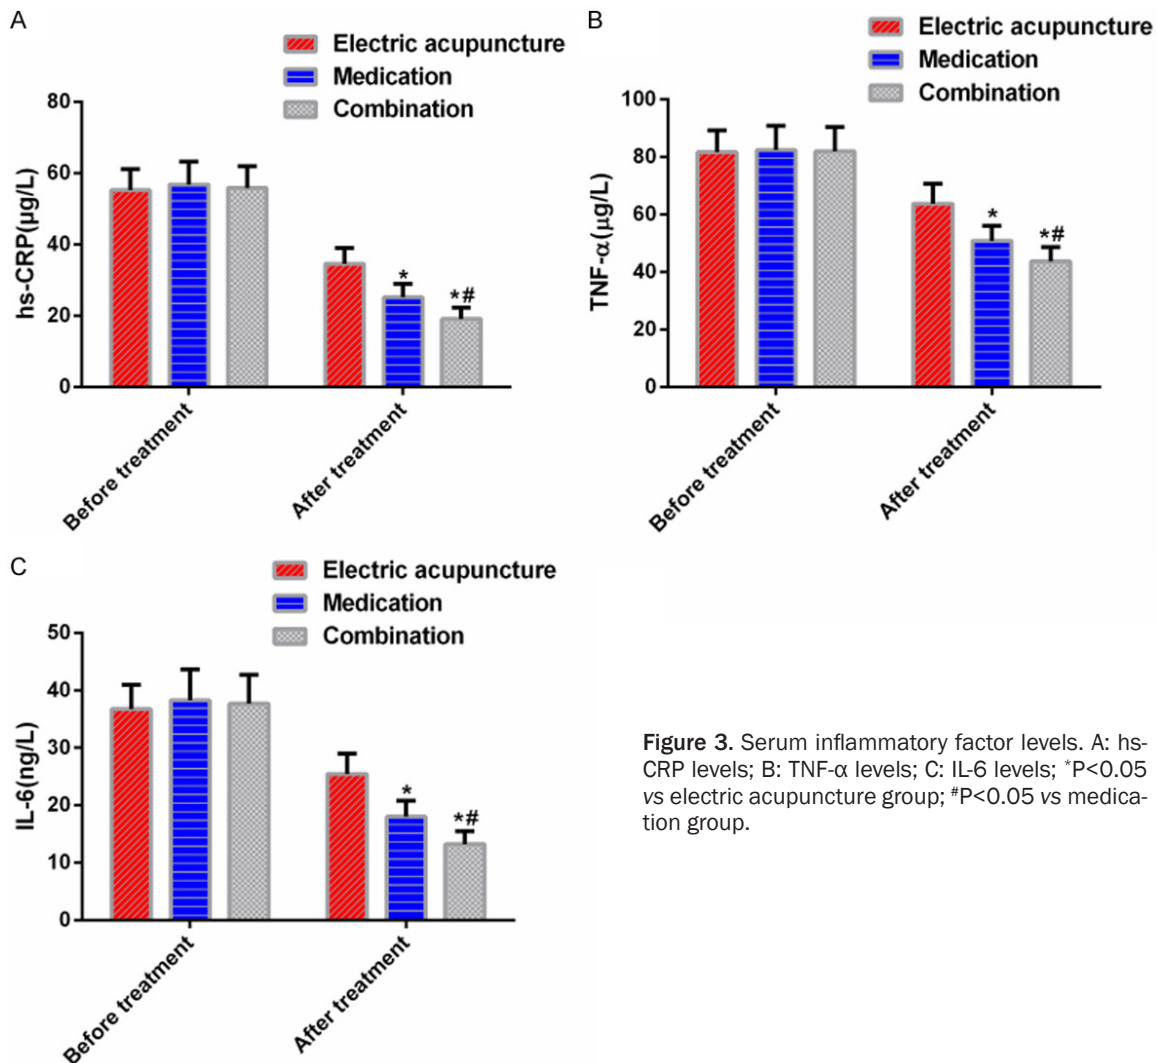 A
Electric acupuncture
Medication
Combination
hs-CRP(μg/L)
80
60
40
20
0
*
*#
Before treatment
After treatment
B
Electric acupuncture
Medication
Combination
TNF-α(μg/L)
100
80
60
40
20
0
*
*#
Before treatment
After treatment
C
Electric acupuncture
Medication
Combination
IL-6(ng/L)
50
40
30
20
10
0
*
*#
Before treatment
After treatment
Figure 3. Serum inflammatory factor levels. A: hs-
CRP levels; B: TNF-α levels; C: IL-6 levels; *P<0.05
vs electric acupuncture group; #P<0.05 vs medica-
tion group.